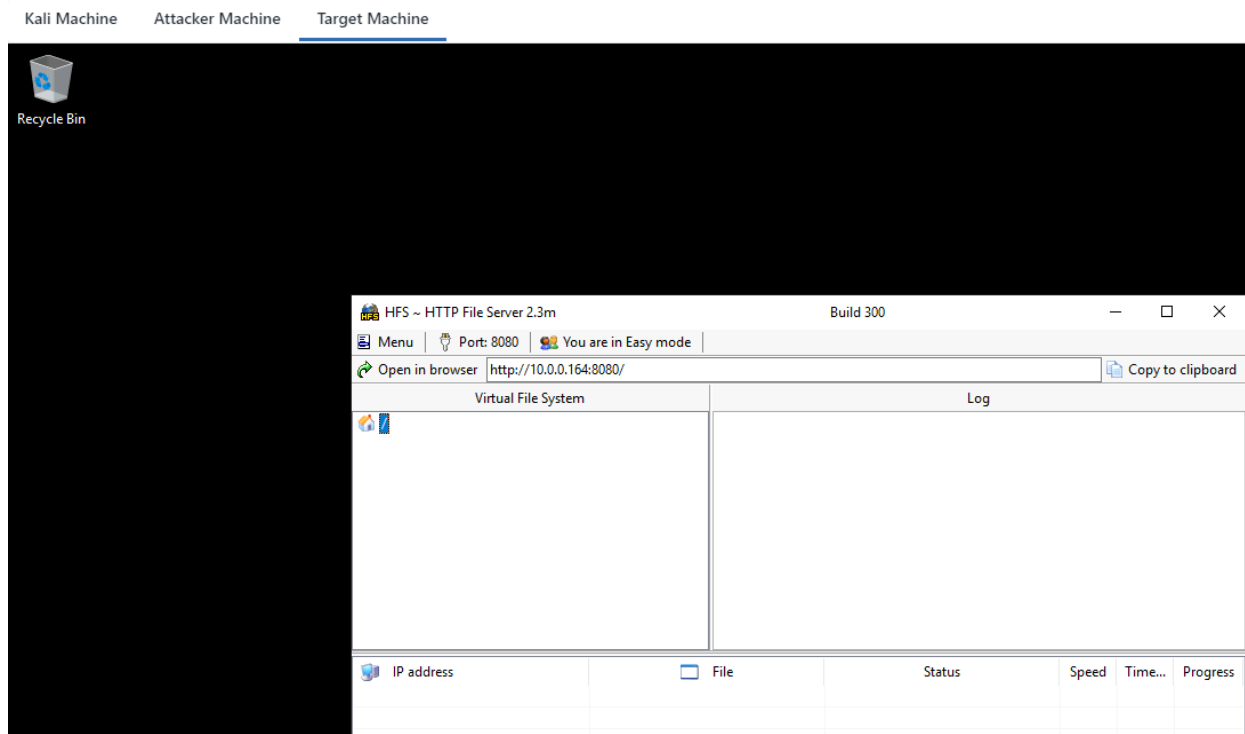 Kali Machine Attacker Machine Target Machine
Recycle Bin
HFS ~ HTTP File Server 2.3m Build 300
Menu Port: 8080 You are in Easy mode
Open in browser http://10.0.0.164:8080/ Copy to clipboard
Virtual File System Log
/
IP address File Status Speed Time... Progress